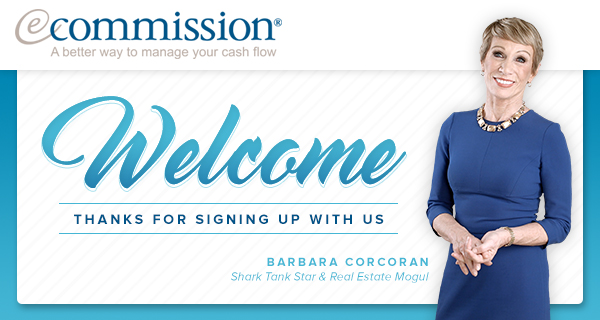 ecommission®
A better way to manage your cash flow
Welcome
THANKS FOR SIGNING UP WITH US
BARBARA CORCORAN
Shark Tank Star & Real Estate Mogul